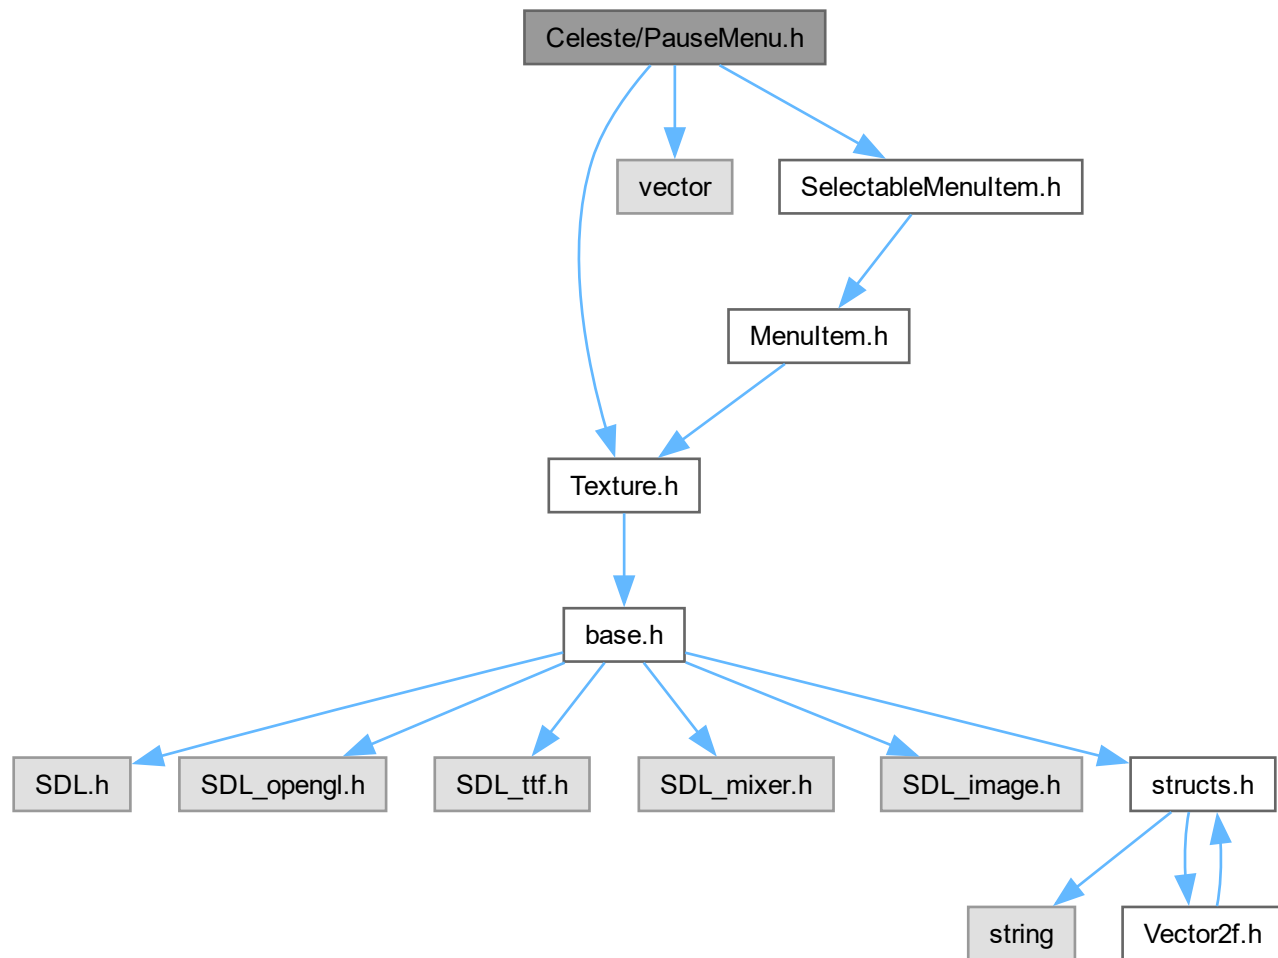 Celeste/PauseMenu.h
vector
SelectableMenuItem.h
MenuItem.h
Texture.h
base.h
SDL.h
SDL_opengl.h
SDL_ttf.h
SDL_mixer.h
SDL_image.h
structs.h
string
Vector2f.h